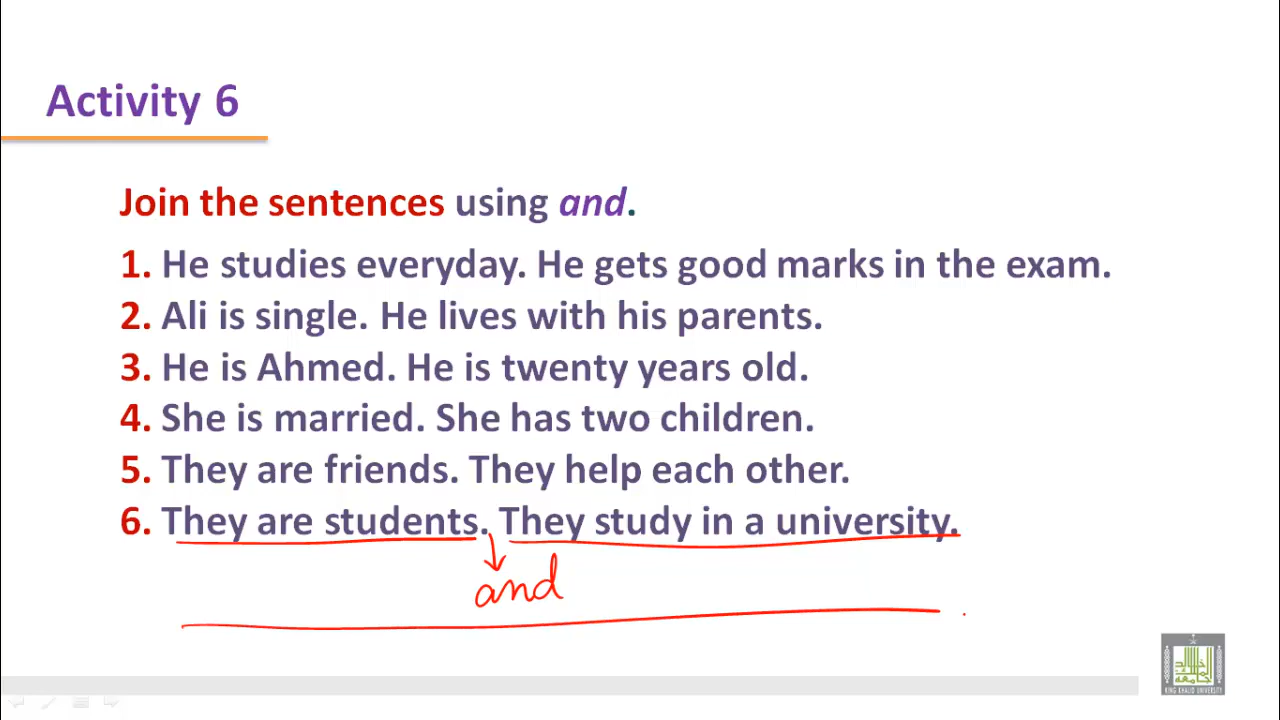 Activity 6
Join the sentences using and.
1. He studies everyday. He gets good marks in the exam.
2. Ali is single. He lives with his parents.
3. He is Ahmed. He is twenty years old.
4. She is married. She has two children.
5. They are friends. They help each other.
6. They are students. They study in a university.
and
KING KHALID UNIVERSITY